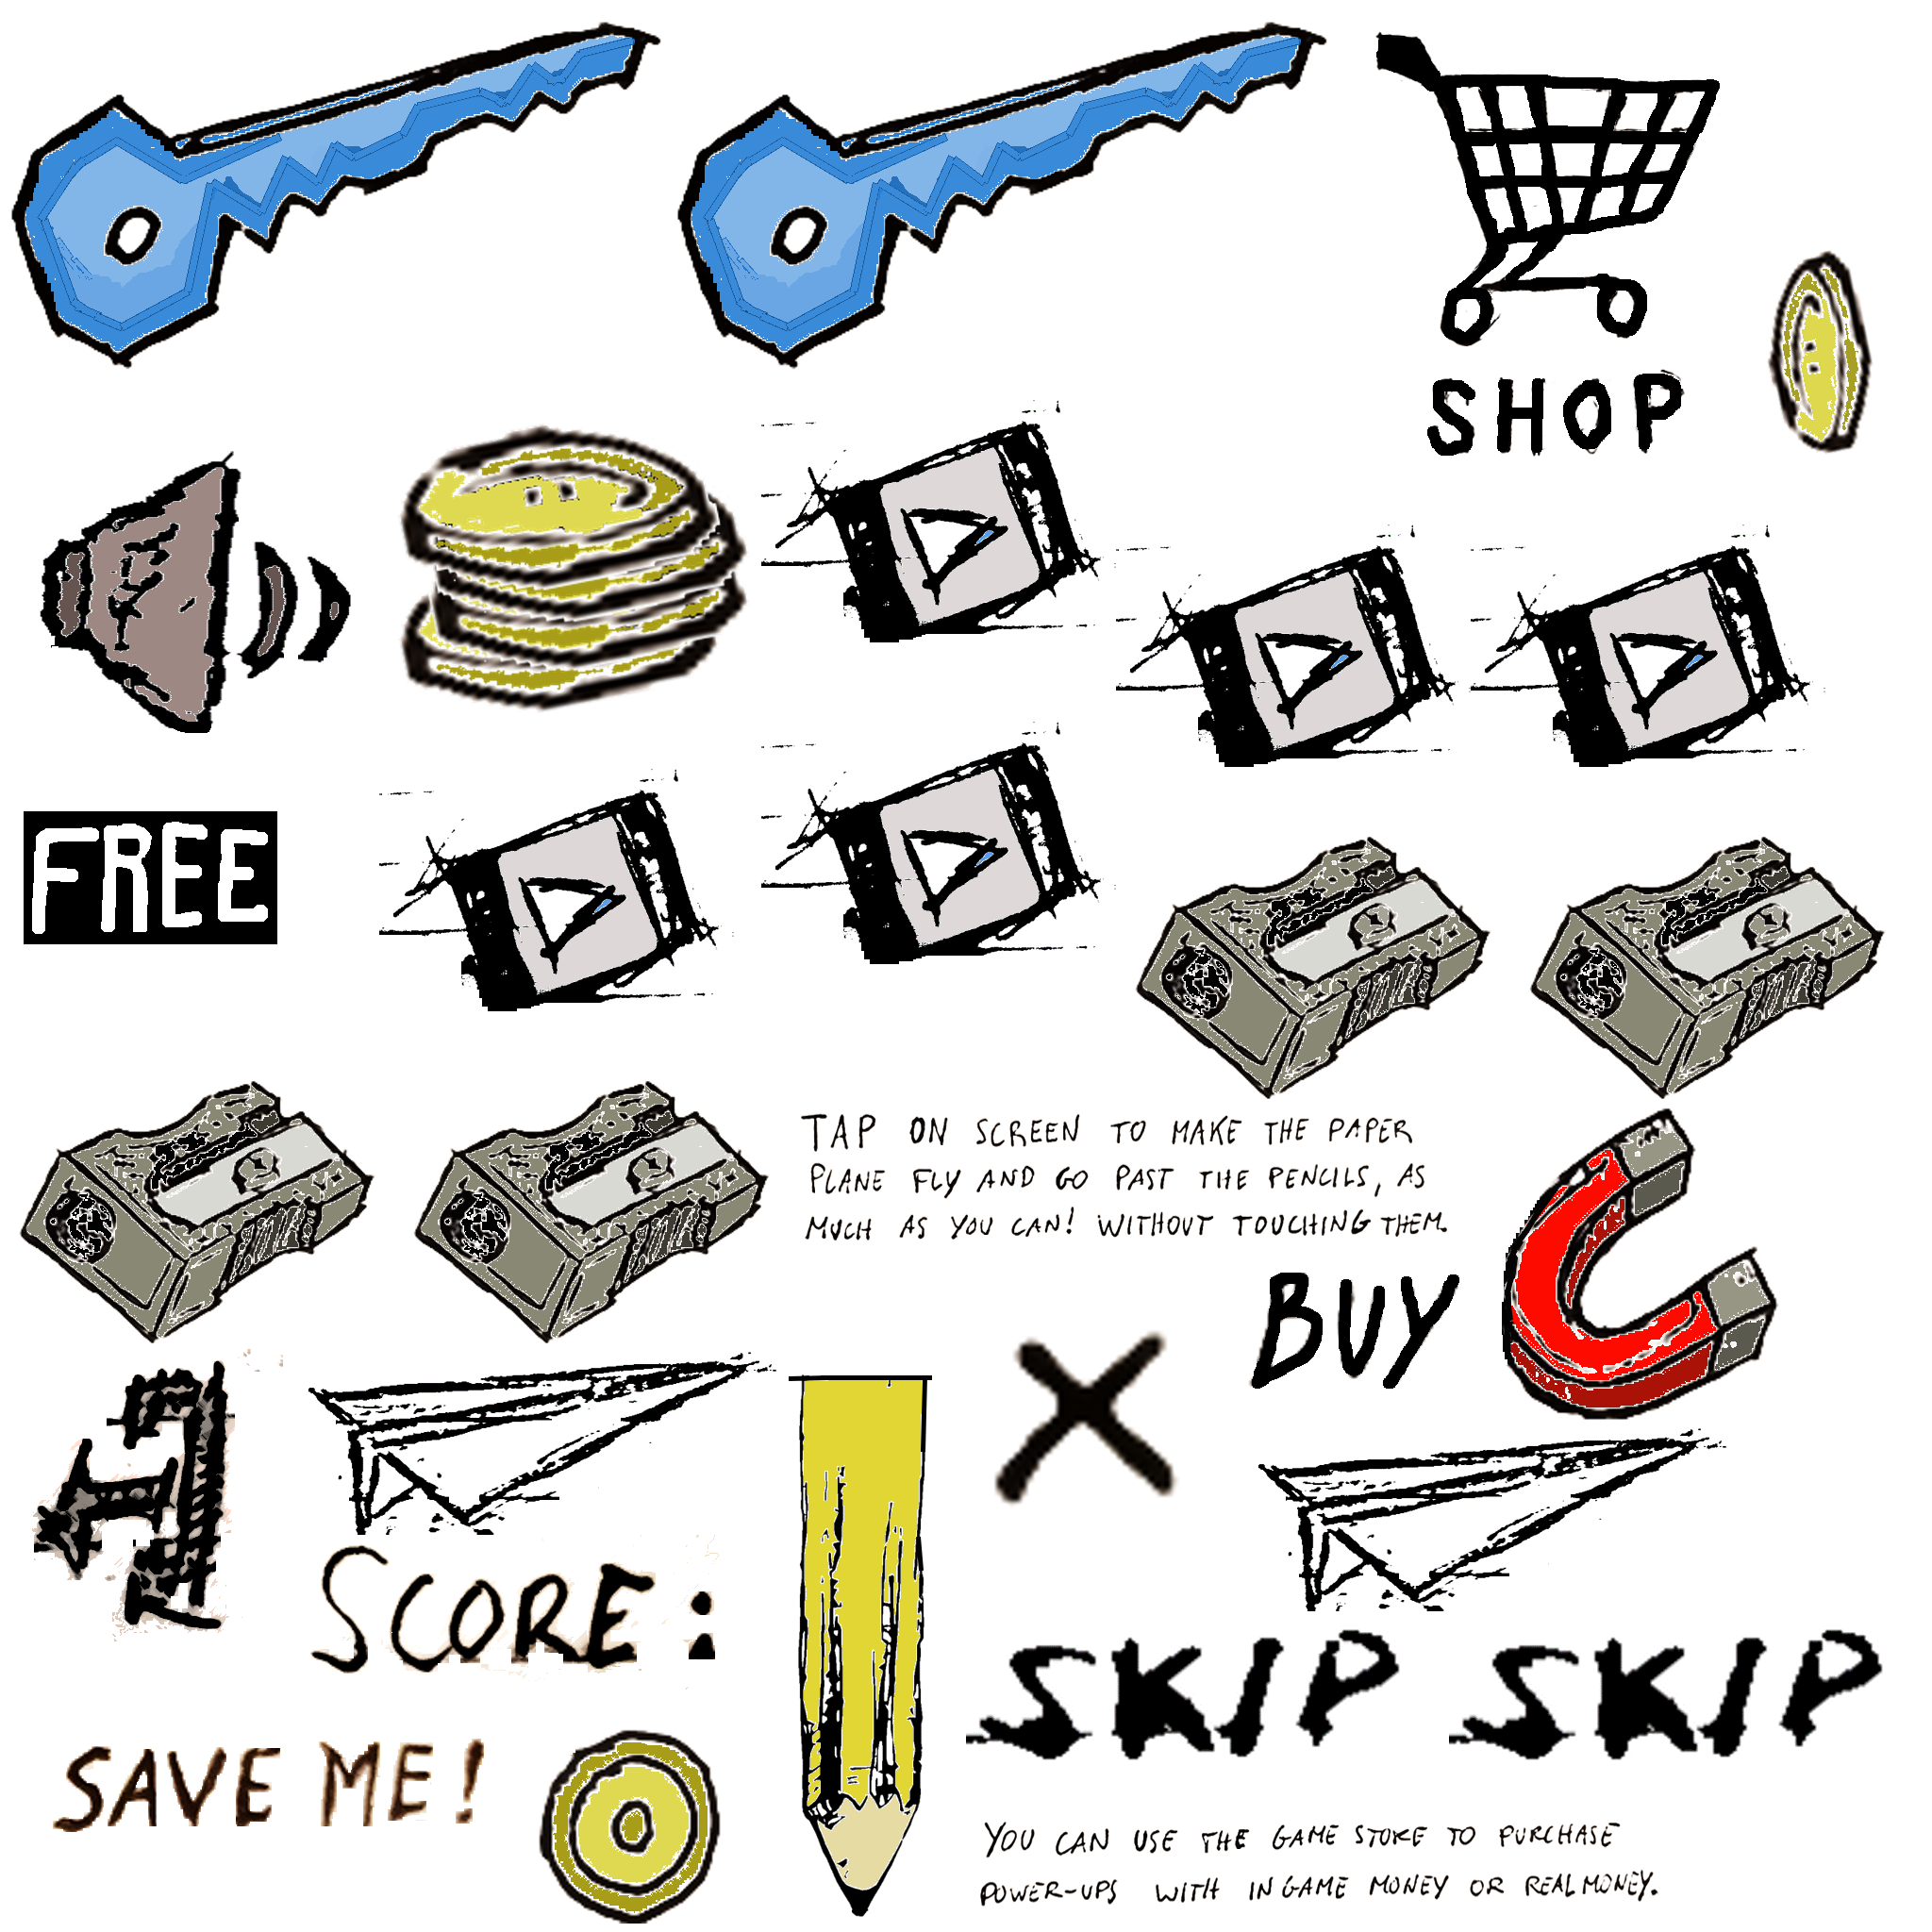 SHOP
FREE
TAP ON SCREEN TO MAKE THE PAPER
PLANE FLY AND GO PAST THE PENCILS, AS
MUCH AS YOU CAN! WITHOUT TOUCHING THEM.
BUY
SCORE:
SKIP SKIP
SAVE ME!
YOU CAN USE THE GAME STORE TO PURCHASE
POWER-UPS WITH IN GAME MONEY OR REAL MONEY.